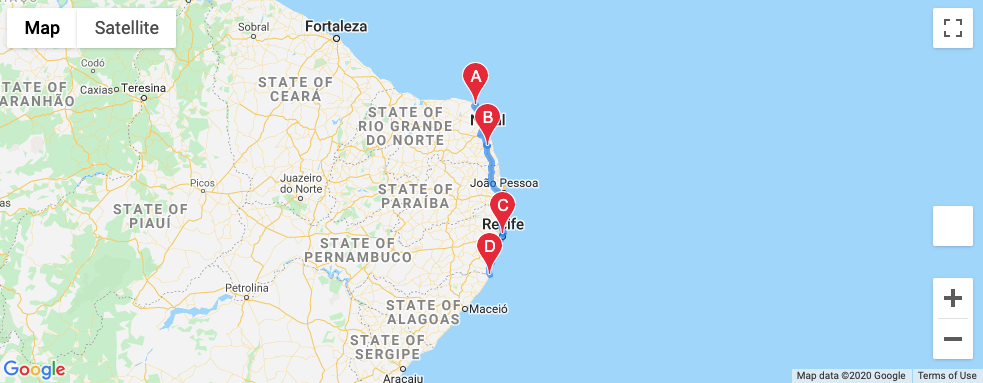 Map
Satellite
Sobral
Fortaleza
Codó
Caxias
Teresina
TATE OF
ARANHÃO
STATE OF
CEARÁ
A
B
STATE OF
RIO GRANDE
DO NORTE
Picos
Juazeiro
do Norte
João Pessoa
STATE OF
PARAÍBA
STATE OF
PIAUÍ
C
Recife
D
STATE OF
PERNAMBUCO
Petrolina
STATE OF
ALAGOAS
Maceió
STATE OF
SERGIPE
Aracaju
Google
Map data ©2020 Google
Terms of Use